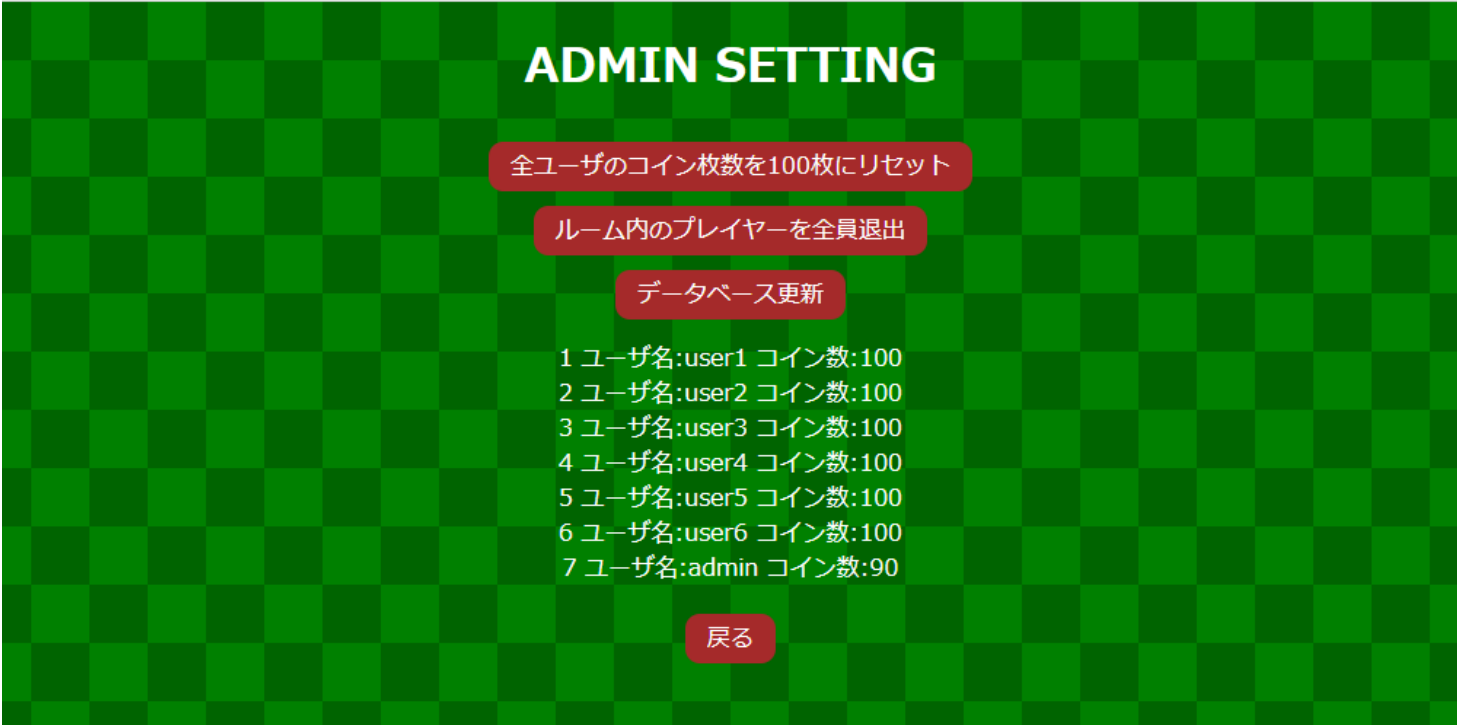 ADMIN SETTING
全ユーザのコイン枚数を100枚にリセット
ルーム内のプレイヤーを全員退出
データベース更新
1 ユーザ名:user1 コイン数:100
2 ユーザ名:user2 コイン数:100
3 ユーザ名:user3 コイン数:100
4 ユーザ名:user4 コイン数:100
5 ユーザ名:user5 コイン数:100
6 ユーザ名:user6 コイン数:100
7 ユーザ名:admin コイン数:90
戻る